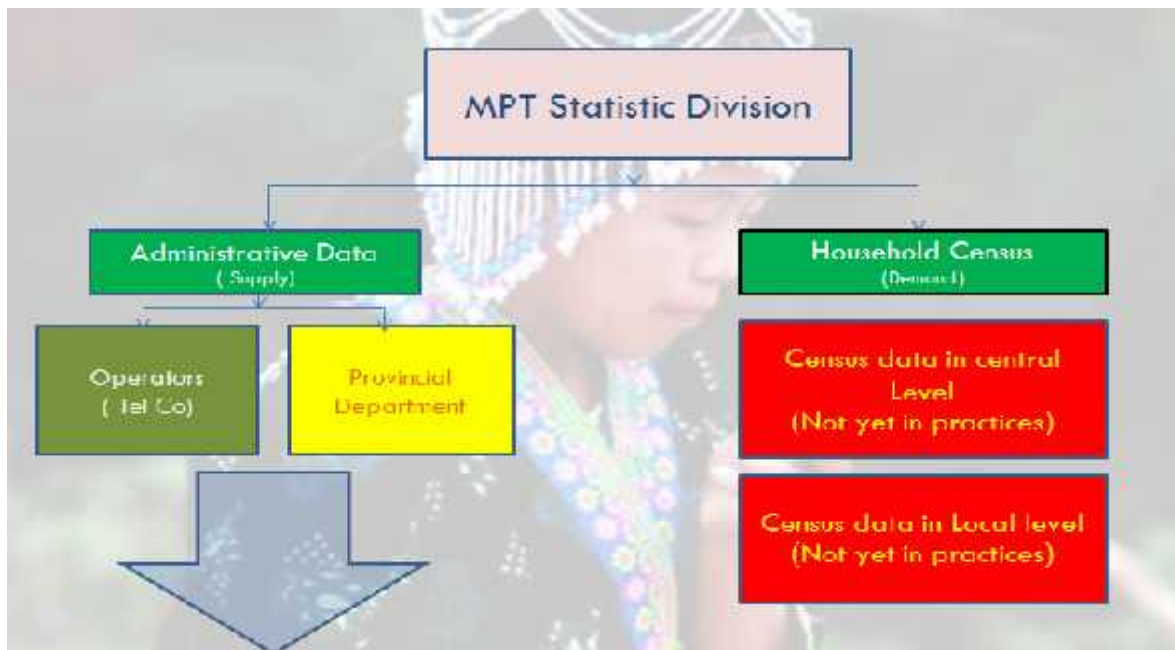 MPT Statistic Division
Administrative Data
( Supply)
Household Census
(Demand)
Operators
( Tel Co)
Provincial
Department
Census data in central
Level
(Not yet in practices)
Census data in Local level
(Not yet in practices)